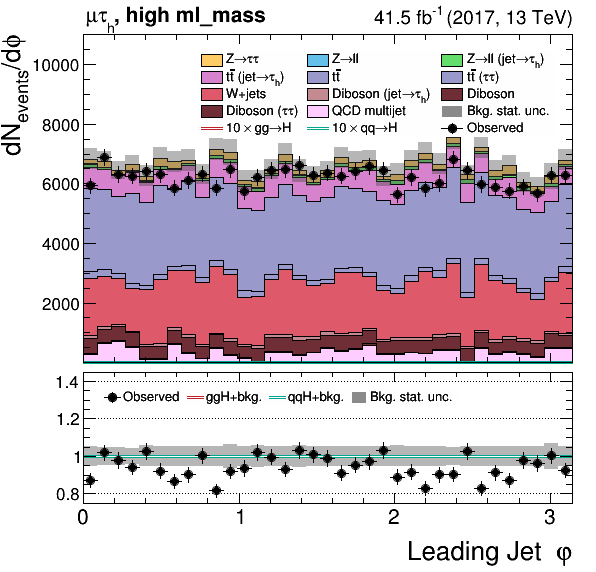 μτh, high ml_mass 41.5 fb⁻¹ (2017, 13 TeV)
dNevents/dϕ
10000
8000
6000
4000
2000
Z→ττ Z→ll Z→ll (jet→τh)
tt̄ (jet→τh) tt̄ tt̄ (ττ)
W+jets Diboson (jet→τh) Diboson
Diboson (ττ) QCD multijet Bkg. stat. unc.
10 × gg→H 10 × qq→H Observed
1.4
1.2
1
0.8
Observed ggH+bkg. qqH+bkg. Bkg. stat. unc.
0 1 2 3
Leading Jet φ